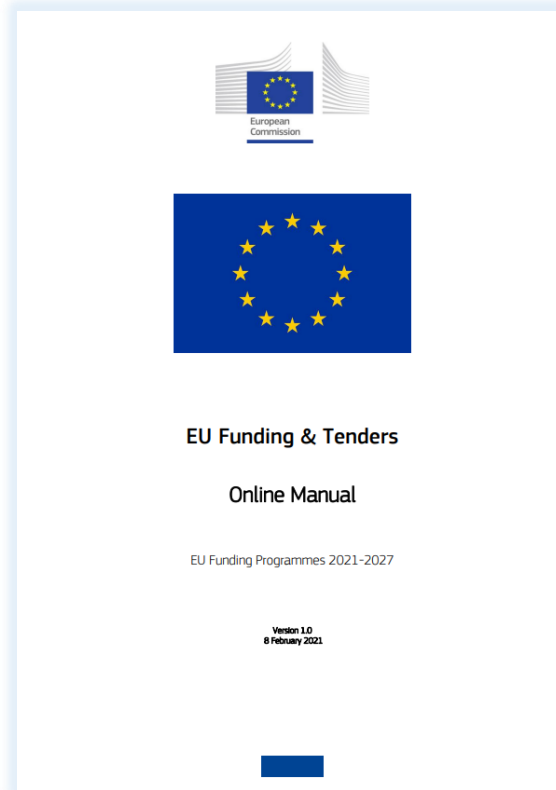 European
Commission
EU Funding & Tenders
Online Manual
EU Funding Programmes 2021-2027
Version 1.0
8 February 2021